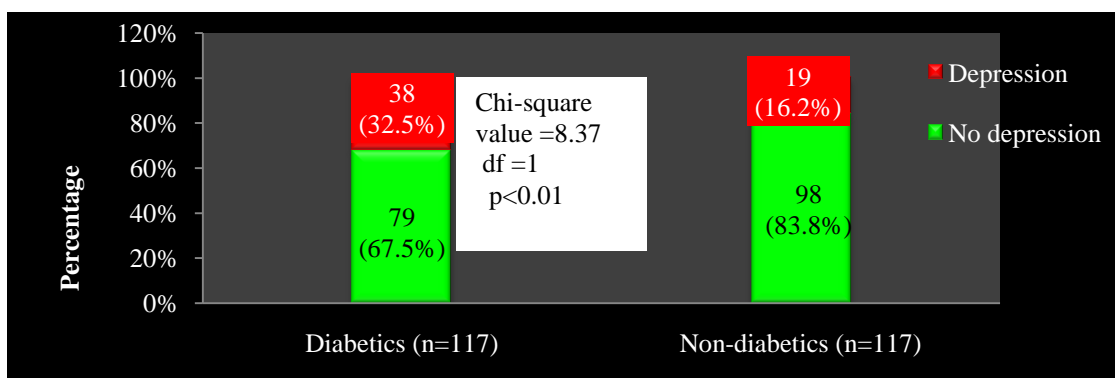 120%
100%
80%
60%
40%
20%
0%
Percentage
38
(32.5%)
79
(67.5%)
Chi-square
value =8.37
df =1
p<0.01
19
(16.2%)
98
(83.8%)
Depression
No depression
Diabetics (n=117)
Non-diabetics (n=117)